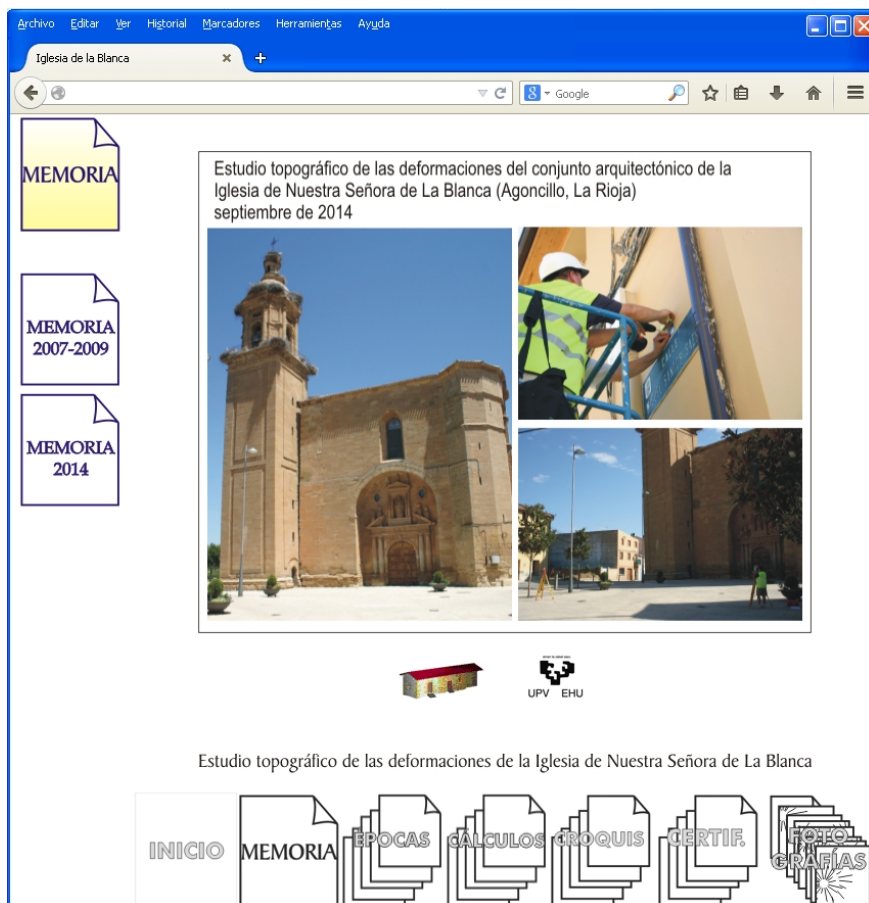 Archivo Editar Ver Historial Marcadores Herramientas Ayuda
Iglesia de la Blanca
8 Google
MEMORIA
Estudio topográfico de las deformaciones del conjunto arquitectónico de la
Iglesia de Nuestra Señora de La Blanca (Agoncillo, La Rioja)
septiembre de 2014
MEMORIA
2007-2009
MEMORIA
2014
UPV EHU
Estudio topográfico de las deformaciones de la Iglesia de Nuestra Señora de La Blanca
INICIO
MEMORIA
EPOCAS
CÁLCULOS
CROQUIS
CERTIF.
FOTO
GRAFÍAS